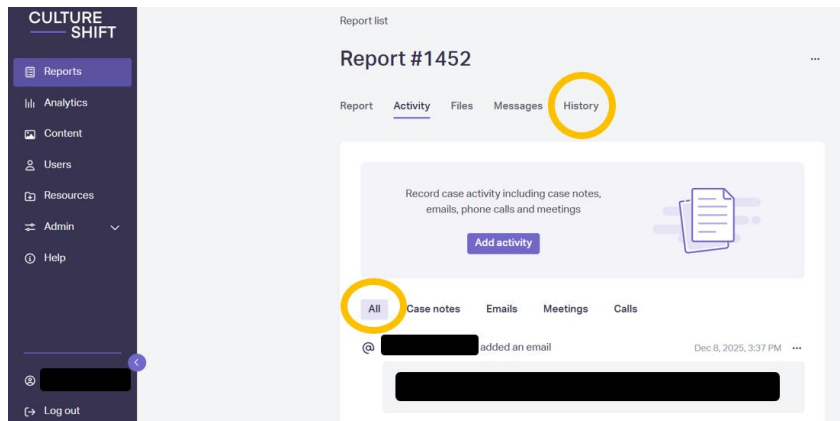 CULTURE
SHIFT
Reports
Analytics
Content
Users
Resources
Admin
Help
Log out
Report list
Report #1452
Report Activity Files Messages History
Record case activity including case notes,
emails, phone calls and meetings
Add activity
All Case notes Emails Meetings Calls
@ added an email Dec 8, 2025, 3:37 PM